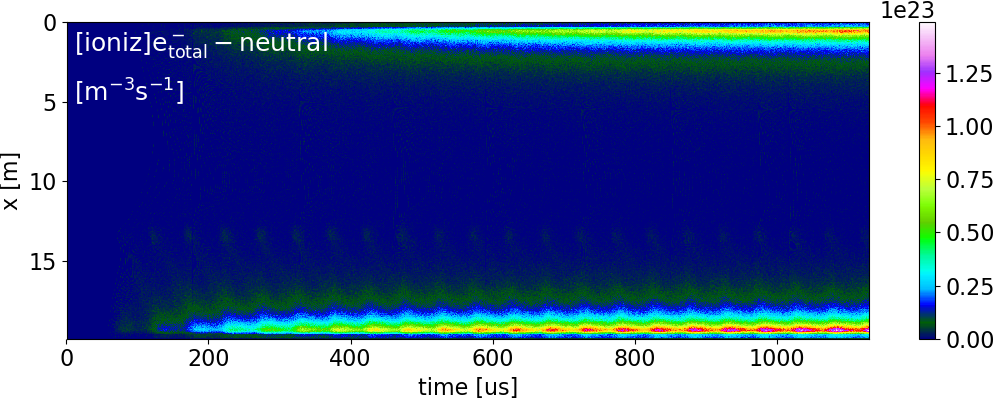 1e23
[ioniz]e⁻total − neutral
[m⁻³s⁻¹]
0
5
10
15
x [m]
0 200 400 600 800 1000
time [us]
1.25
1.00
0.75
0.50
0.25
0.00